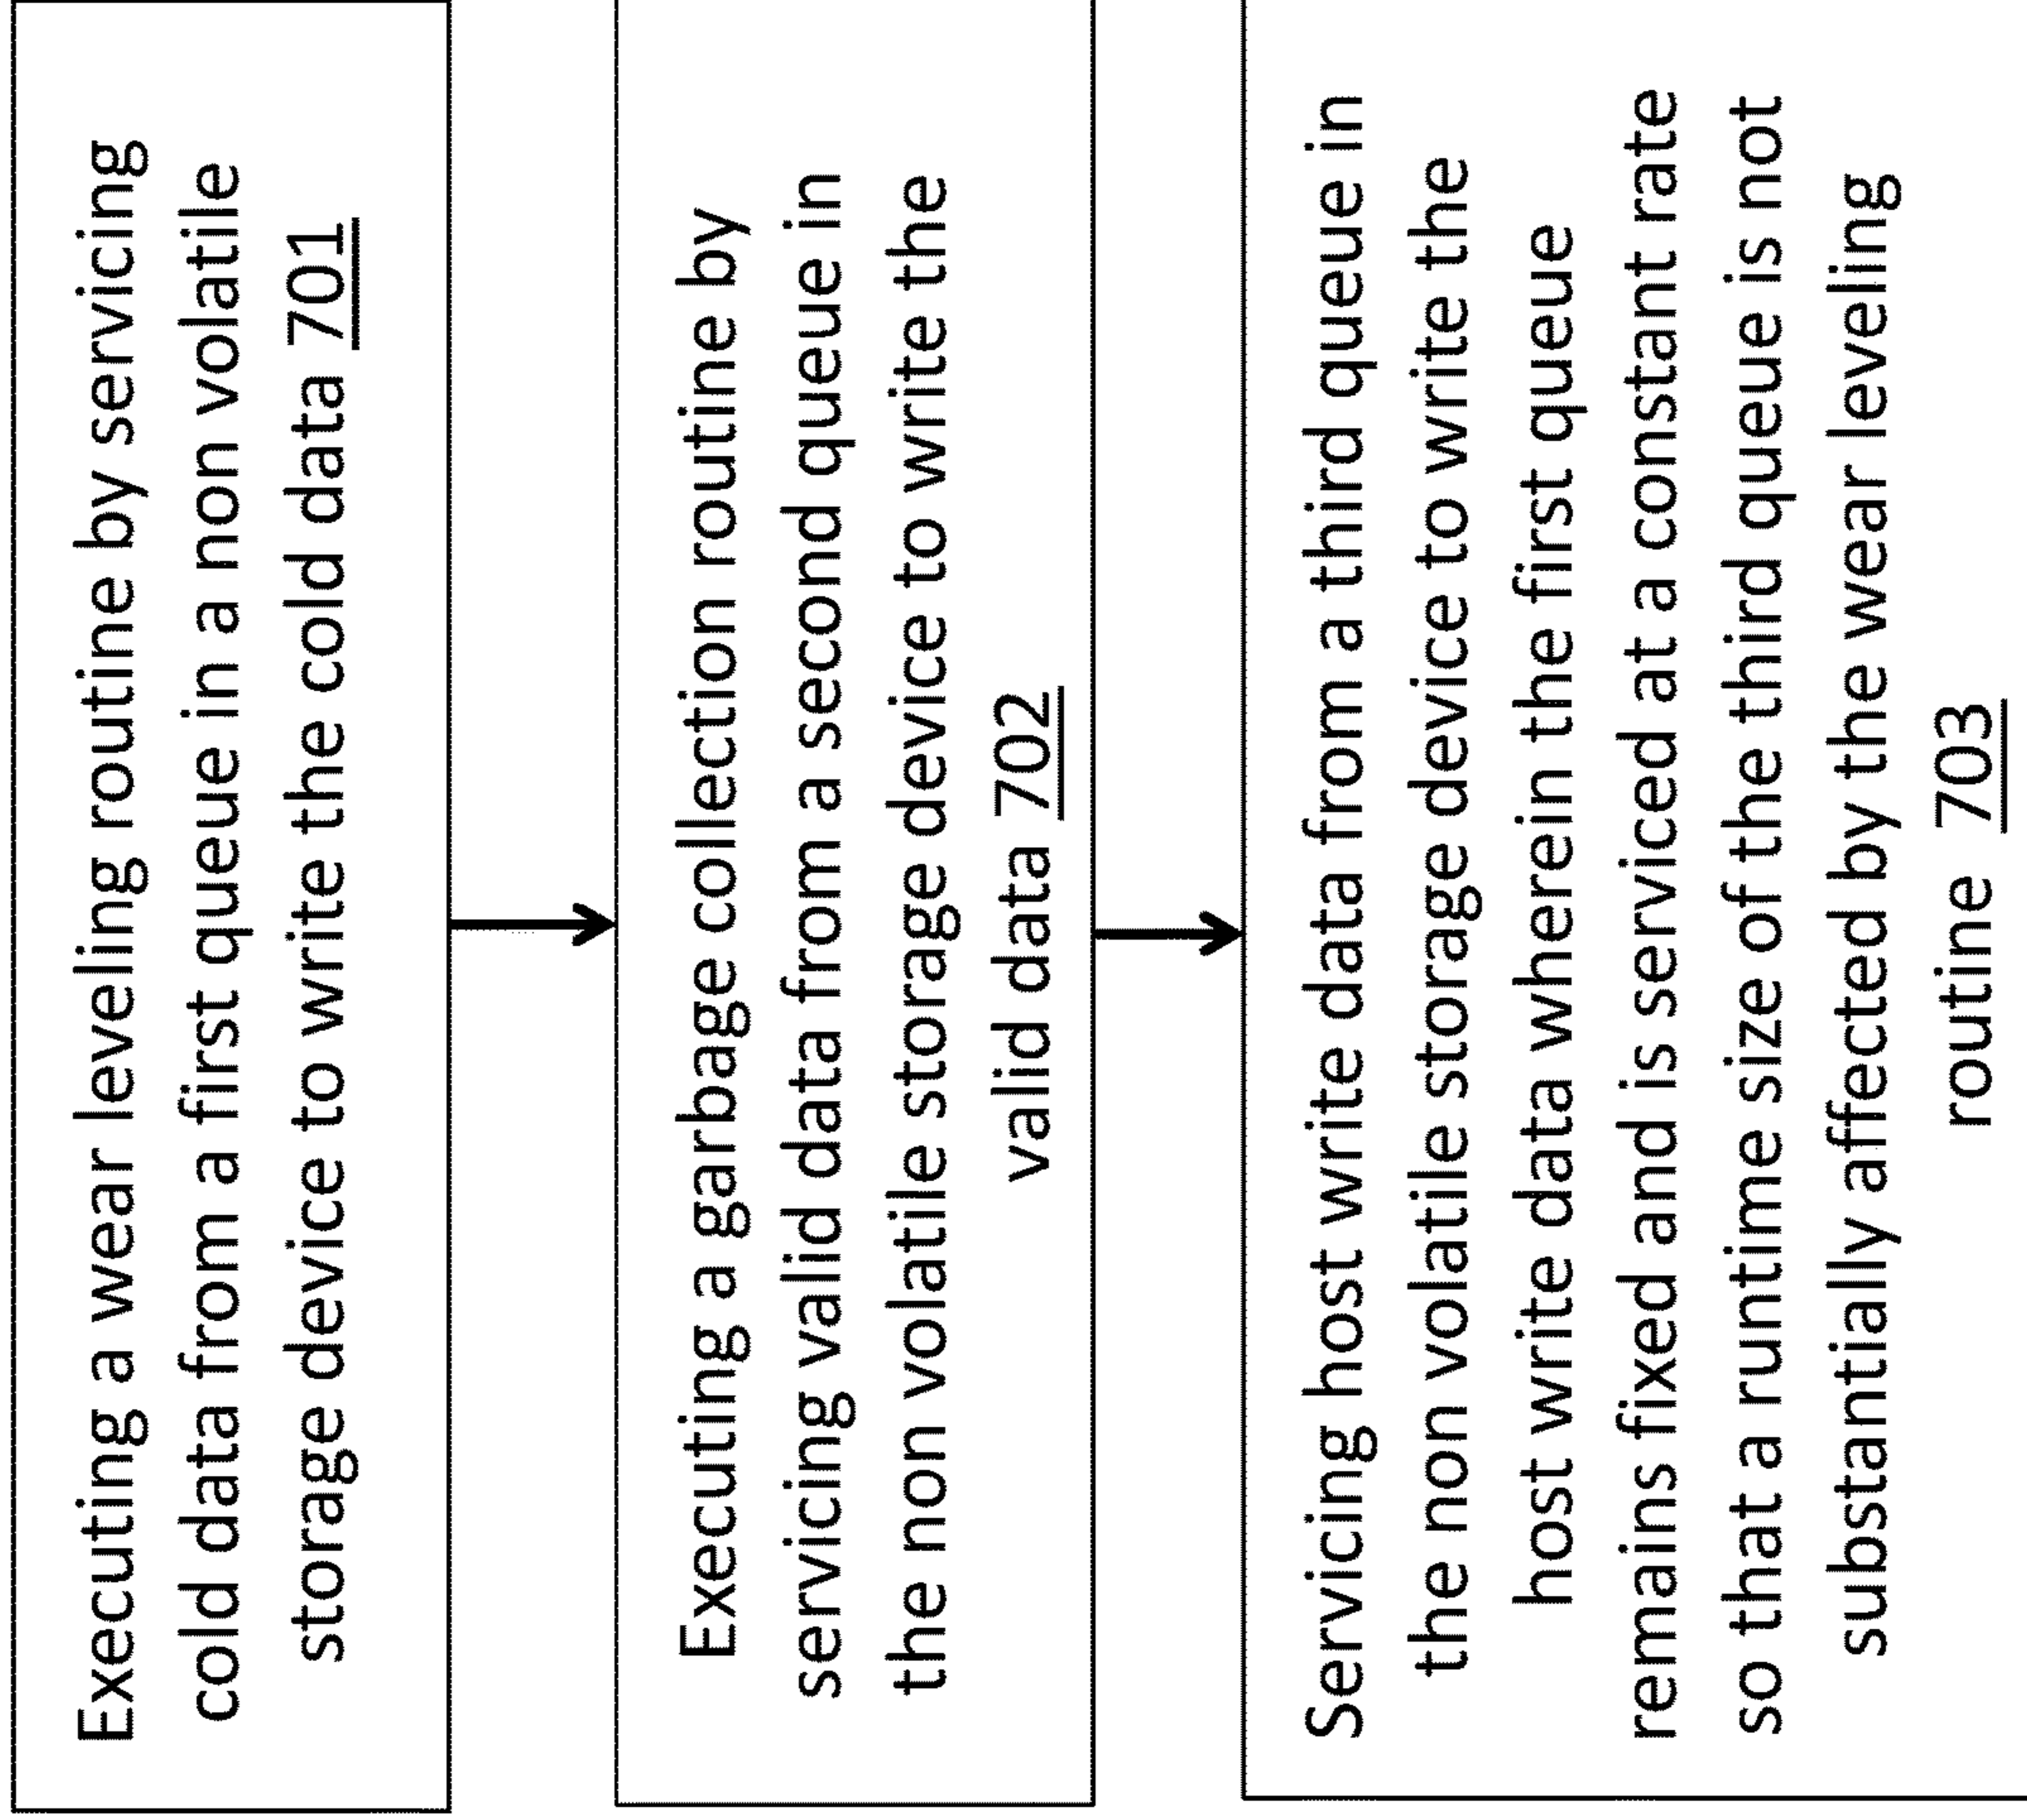 Executing a wear leveling routine by servicing
cold data from a first queue in a non volatile
storage device to write the cold data 701
Executing a garbage collection routine by
servicing valid data from a second queue in
the non volatile storage device to write the
valid data 702
Servicing host write data from a third queue in
the non volatile storage device to write the
host write data wherein the first queue
remains fixed and is serviced at a constant rate
so that a runtime size of the third queue is not
substantially affected by the wear leveling
routine 703